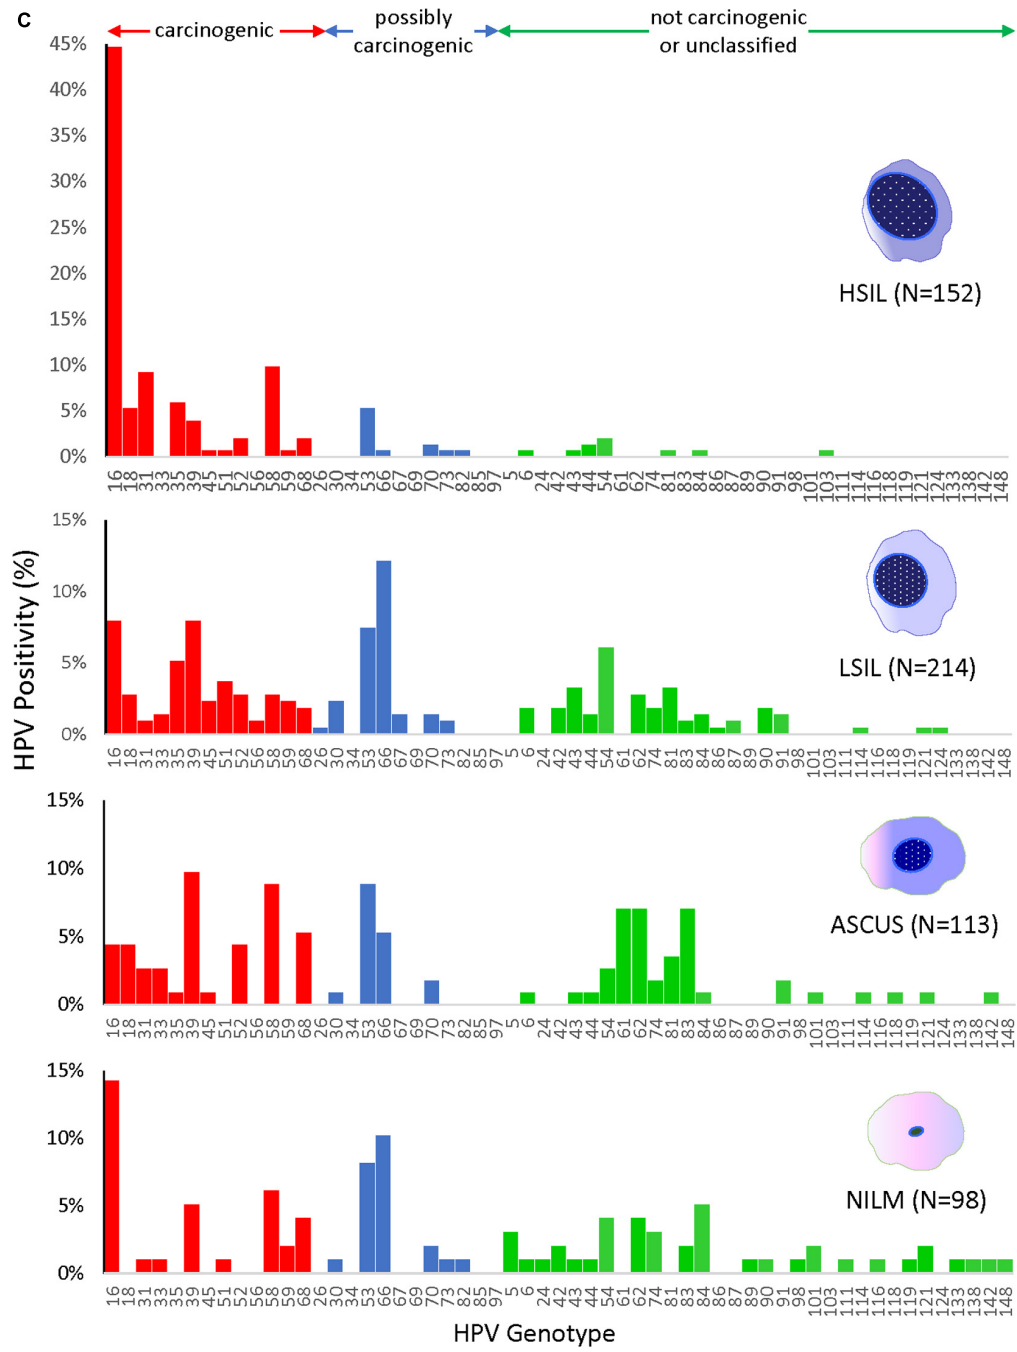 C
carcinogenic
possibly
carcinogenic
not carcinogenic
or unclassified
HPV Positivity (%)
45%
40%
35%
30%
25%
20%
15%
10%
5%
0%
HSIL (N=152)
16 18 31 33 35 39 45 51 52 56 58 59 68 26 30 34 53 66 67 69 70 73 82 85 97 5 6 24 42 43 44 54 61 62 74 81 83 84 86 87 89 90 91 98 101 103 111 114 116 118 119 121 124 133 138 142 148
15%
10%
5%
0%
LSIL (N=214)
16 18 31 33 35 39 45 51 52 56 58 59 68 26 30 34 53 66 67 69 70 73 82 85 97 5 6 24 42 43 44 54 61 62 74 81 83 84 86 87 89 90 91 98 101 103 111 114 116 118 119 121 124 133 138 142 148
15%
10%
5%
0%
ASCUS (N=113)
16 18 31 33 35 39 45 51 52 56 58 59 68 26 30 34 53 66 67 69 70 73 82 85 97 5 6 24 42 43 44 54 61 62 74 81 83 84 86 87 89 90 91 98 101 103 111 114 116 118 119 121 124 133 138 142 148
15%
10%
5%
0%
NILM (N=98)
16 18 31 33 35 39 45 51 52 56 58 59 68 26 30 34 53 66 67 69 70 73 82 85 97 5 6 24 42 43 44 54 61 62 74 81 83 84 86 87 89 90 91 98 101 103 111 114 116 118 119 121 124 133 138 142 148
HPV Genotype